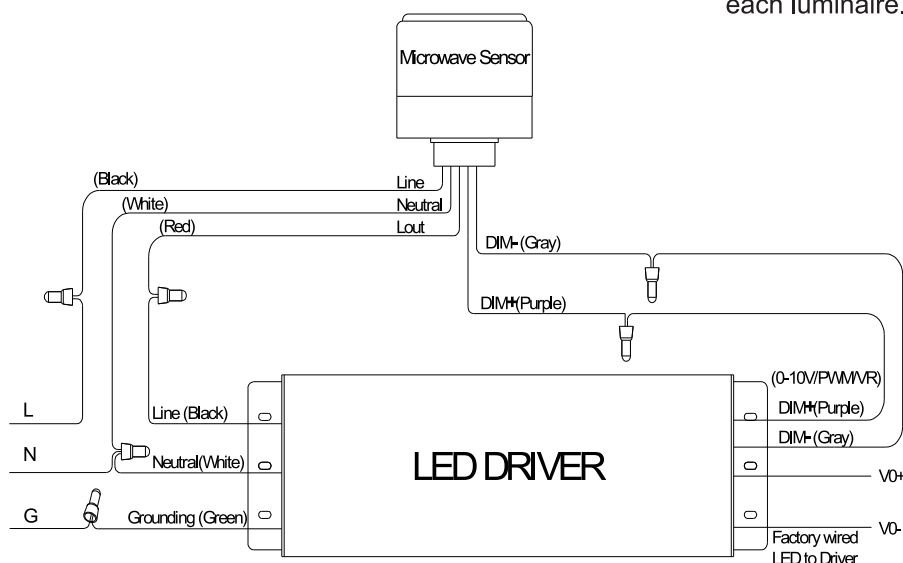 each luminaire.
Microwave Sensor
(Black)
Line
(White)
Neutral
(Red)
Lout
DIM-(Gray)
DIM+(Purple)
(0-10V/PWM/VR)
L
Line (Black)
DIM+(Purple)
DIM-(Gray)
N
Neutral(White)
LED DRIVER
V0+
G
Grounding (Green)
V0-
Factory wired
LED to Driver